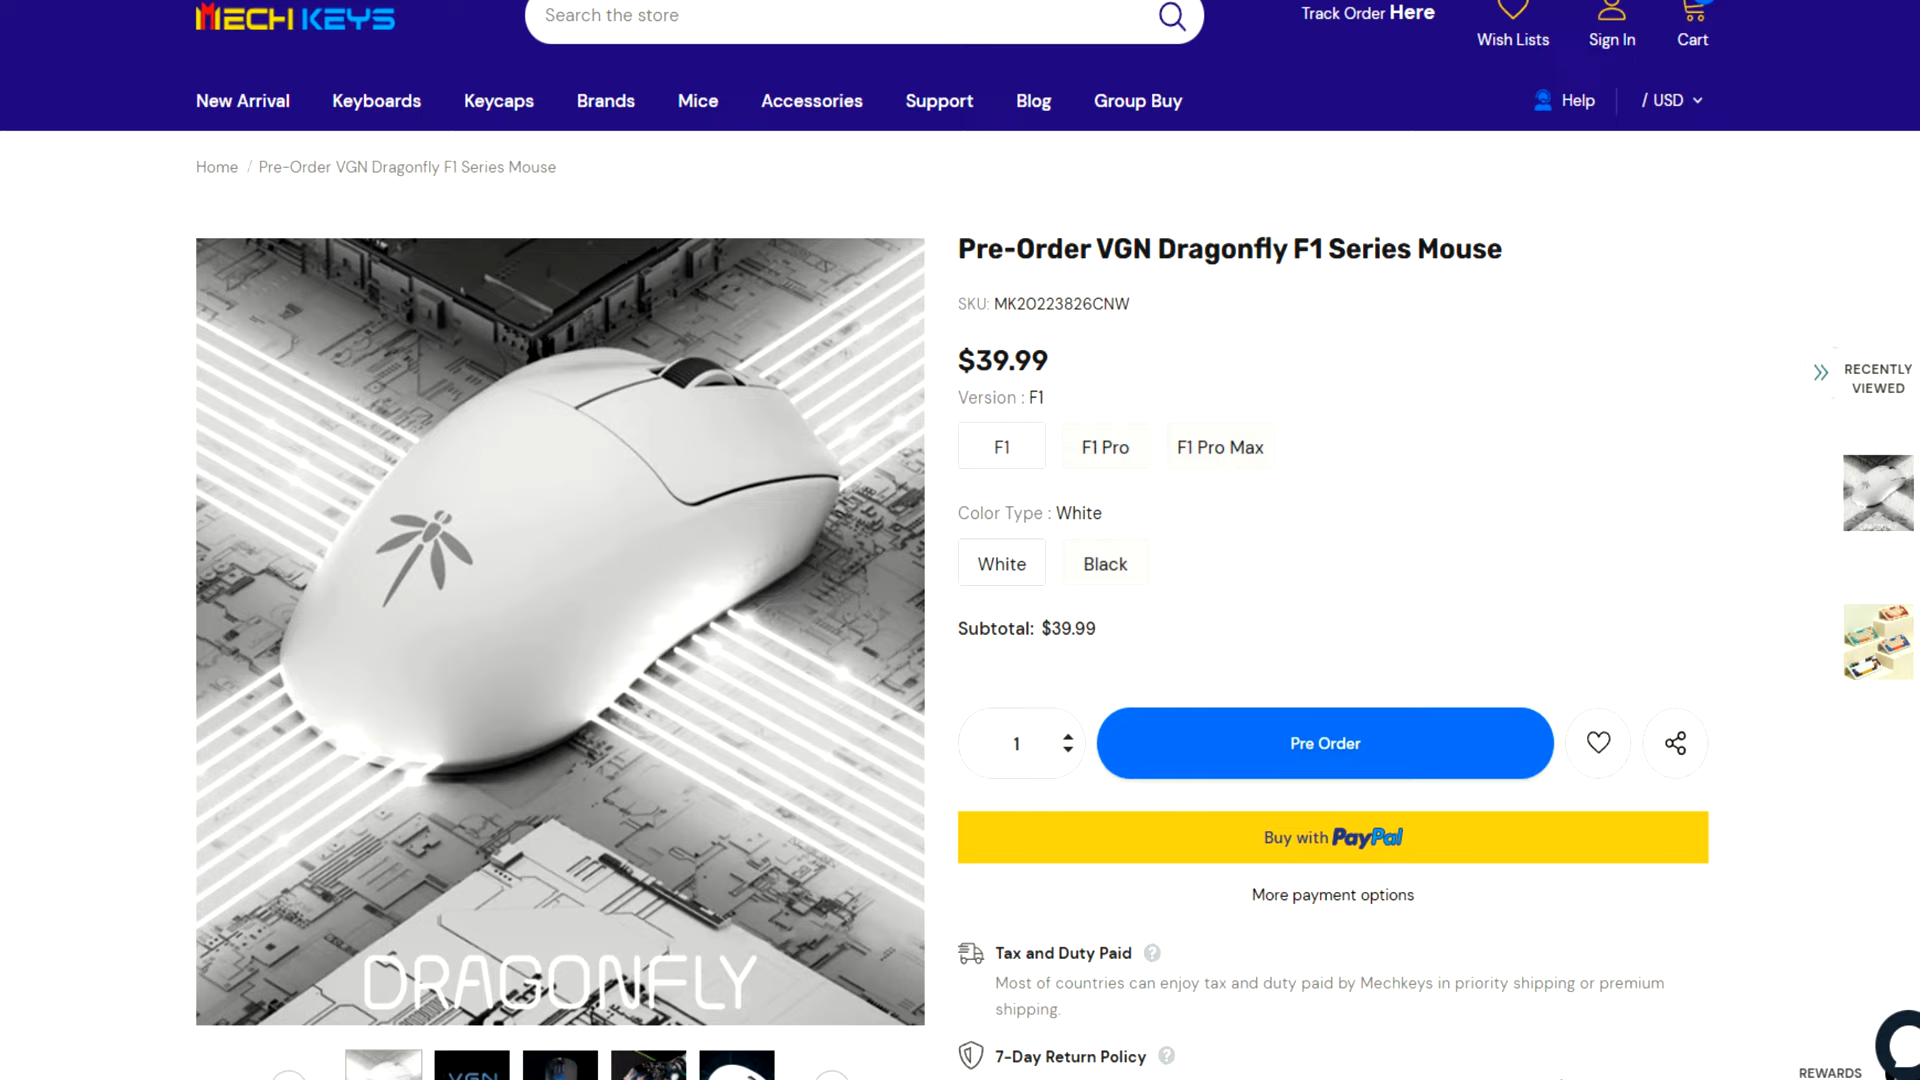 MECH KEYS
Search the store
Track Order Here
Wish Lists
Sign In
Cart
New Arrival
Keyboards
Keycaps
Brands
Mice
Accessories
Support
Blog
Group Buy
Help
/ USD
Home / Pre-Order VGN Dragonfly F1 Series Mouse
DRAGONFLY
VGN
Pre-Order VGN Dragonfly F1 Series Mouse
SKU: MK20223826CNW
$39.99
Version : F1
F1
F1 Pro
F1 Pro Max
Color Type : White
White
Black
Subtotal: $39.99
1
Pre Order
Buy with PayPal
More payment options
Tax and Duty Paid ?
Most of countries can enjoy tax and duty paid by Mechkeys in priority shipping or premium
shipping.
7-Day Return Policy ?
RECENTLY
VIEWED
REWARDS